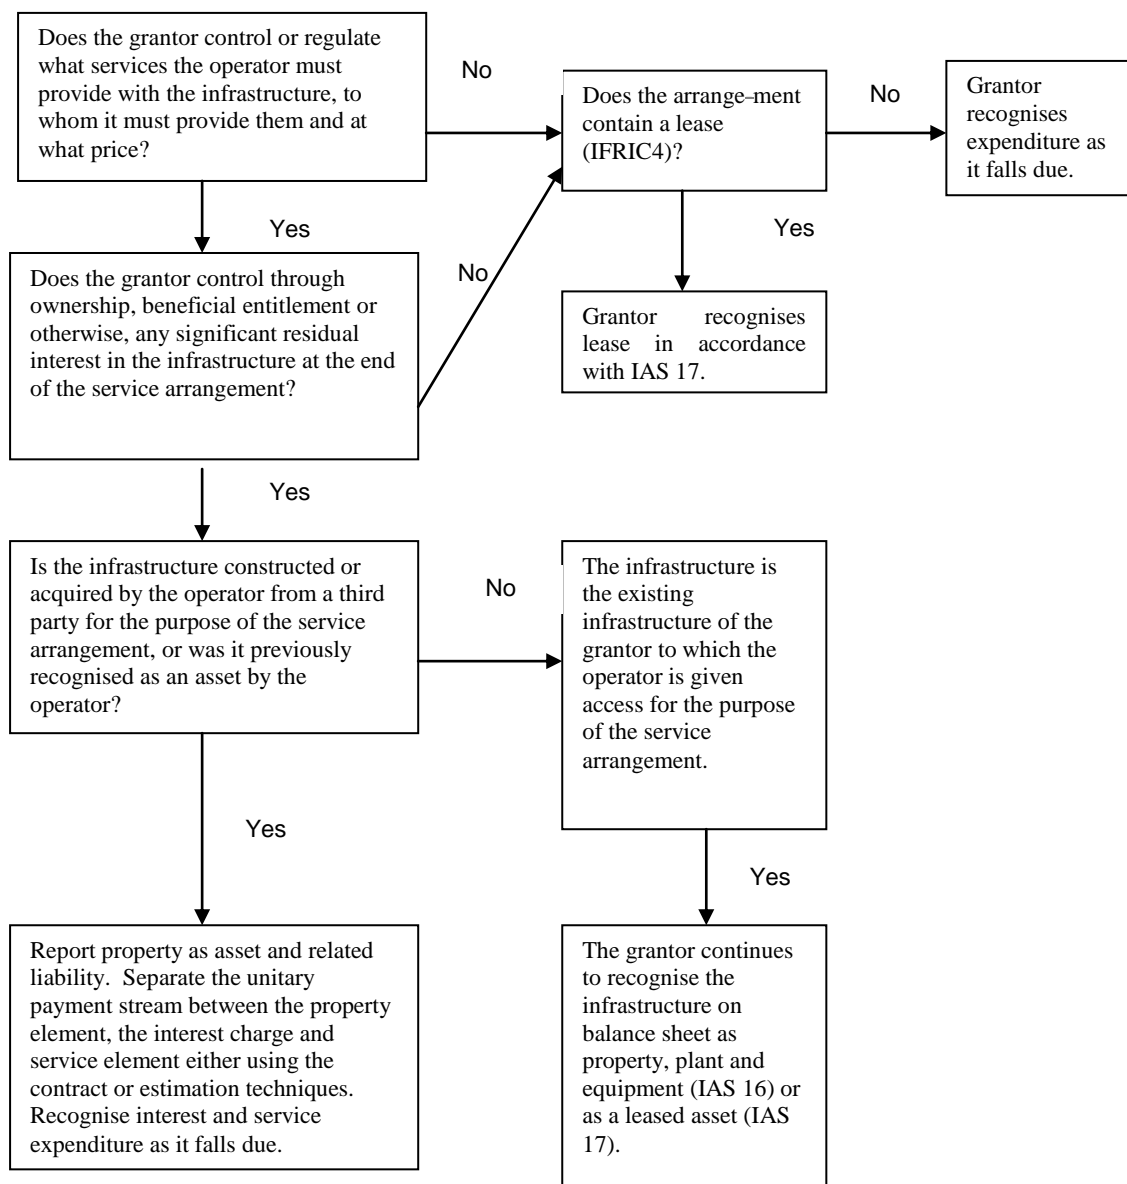 Does the grantor control or regulate
what services the operator must
provide with the infrastructure, to
whom it must provide them and at
what price?
No
Does the arrange-ment
contain a lease
(IFRIC4)?
No
Grantor
recognises
expenditure as
it falls due.
Yes
Yes
Does the grantor control through
ownership, beneficial entitlement or
otherwise, any significant residual
interest in the infrastructure at the end
of the service arrangement?
No
Grantor recognises
lease in accordance
with IAS 17.
Yes
Is the infrastructure constructed or
acquired by the operator from a third
party for the purpose of the service
arrangement, or was it previously
recognised as an asset by the
operator?
No
The infrastructure is
the existing
infrastructure of the
grantor to which the
operator is given
access for the purpose
of the service
arrangement.
Yes
Yes
Report property as asset and related
liability.  Separate the unitary
payment stream between the property
element, the interest charge and
service element either using the
contract or estimation techniques.
Recognise interest and service
expenditure as it falls due.
The grantor continues
to recognise the
infrastructure on
balance sheet as
property, plant and
equipment (IAS 16) or
as a leased asset (IAS
17).